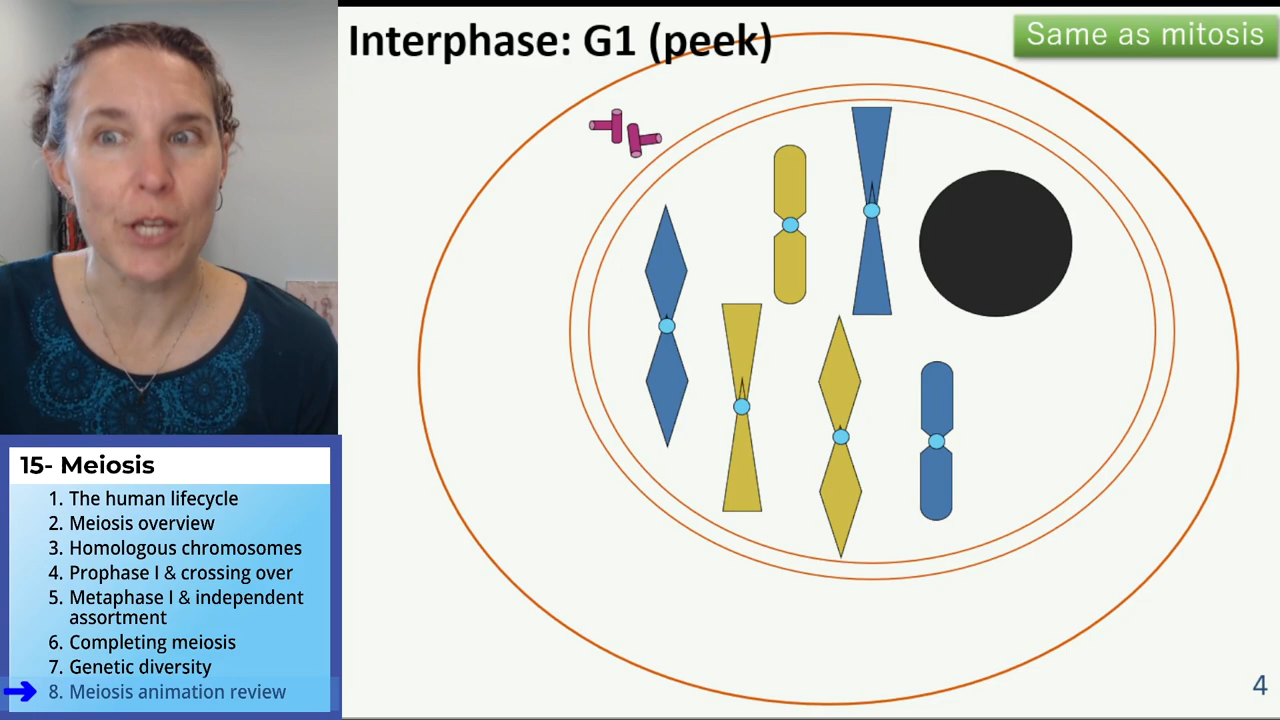 Interphase: G1 (peek)
Same as mitosis
15- Meiosis
1. The human lifecycle
2. Meiosis overview
3. Homologous chromosomes
4. Prophase I & crossing over
5. Metaphase I & independent
assortment
6. Completing meiosis
7. Genetic diversity
8. Meiosis animation review
4